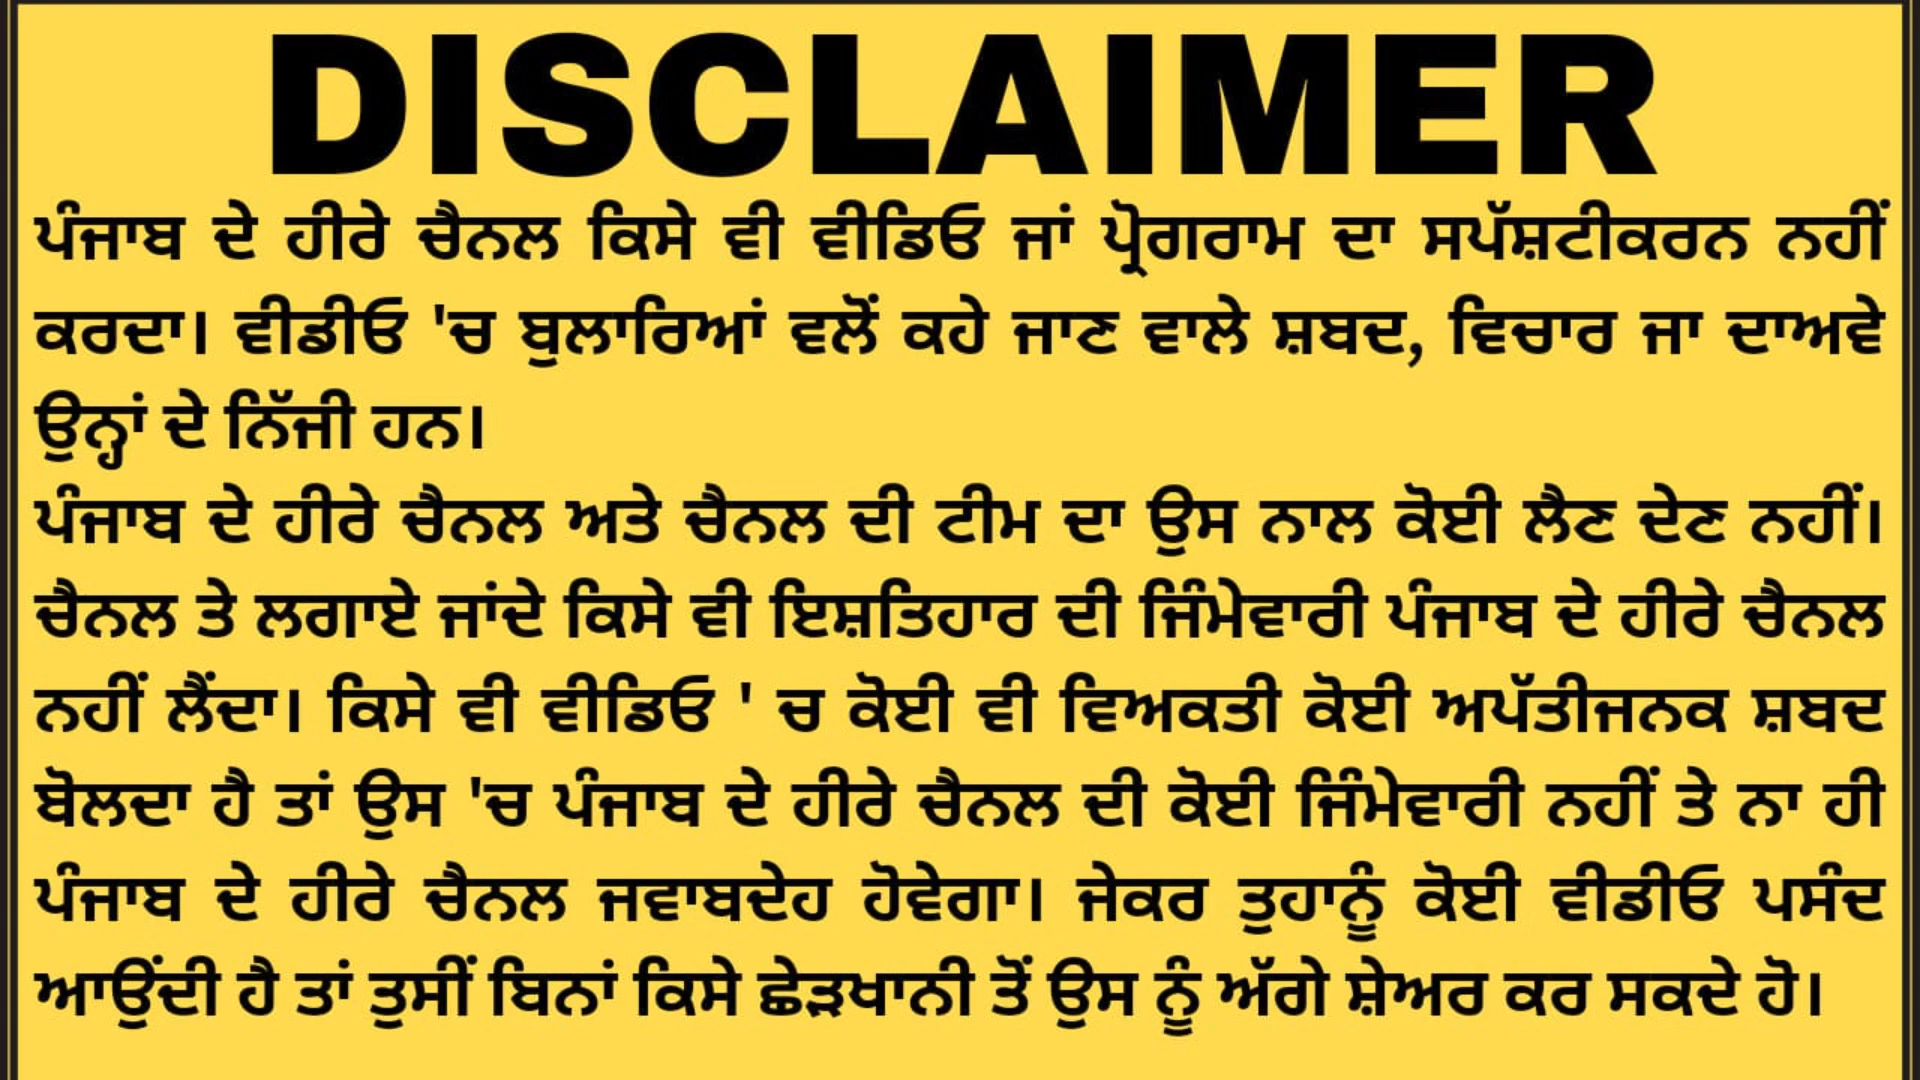 DISCLAIMER
ਪੰਜਾਬ ਦੇ ਹੀਰੇ ਚੈਨਲ ਕਿਸੇ ਵੀ ਵੀਡਿਓ ਜਾਂ ਪ੍ਰੋਗਰਾਮ ਦਾ ਸਪੱਸ਼ਟੀਕਰਨ ਨਹੀਂ
ਕਰਦਾ। ਵੀਡੀਓ 'ਚ ਬੁਲਾਰਿਆਂ ਵਲੋਂ ਕਹੇ ਜਾਣ ਵਾਲੇ ਸ਼ਬਦ, ਵਿਚਾਰ ਜਾ ਦਾਅਵੇ
ਉਨ੍ਹਾਂ ਦੇ ਨਿੱਜੀ ਹਨ।
ਪੰਜਾਬ ਦੇ ਹੀਰੇ ਚੈਨਲ ਅਤੇ ਚੈਨਲ ਦੀ ਟੀਮ ਦਾ ਉਸ ਨਾਲ ਕੋਈ ਲੈਣ ਦੇਣ ਨਹੀਂ।
ਚੈਨਲ ਤੇ ਲਗਾਏ ਜਾਂਦੇ ਕਿਸੇ ਵੀ ਇਸ਼ਤਿਹਾਰ ਦੀ ਜਿੰਮੇਵਾਰੀ ਪੰਜਾਬ ਦੇ ਹੀਰੇ ਚੈਨਲ
ਨਹੀਂ ਲੈਂਦਾ। ਕਿਸੇ ਵੀ ਵੀਡਿਓ ' ਚ ਕੋਈ ਵੀ ਵਿਅਕਤੀ ਕੋਈ ਅਪੱਤੀਜਨਕ ਸ਼ਬਦ
ਬੋਲਦਾ ਹੈ ਤਾਂ ਉਸ 'ਚ ਪੰਜਾਬ ਦੇ ਹੀਰੇ ਚੈਨਲ ਦੀ ਕੋਈ ਜਿੰਮੇਵਾਰੀ ਨਹੀਂ ਤੇ ਨਾ ਹੀ
ਪੰਜਾਬ ਦੇ ਹੀਰੇ ਚੈਨਲ ਜਵਾਬਦੇਹ ਹੋਵੇਗਾ। ਜੇਕਰ ਤੁਹਾਨੂੰ ਕੋਈ ਵੀਡੀਓ ਪਸੰਦ
ਆਉਂਦੀ ਹੈ ਤਾਂ ਤੁਸੀਂ ਬਿਨਾਂ ਕਿਸੇ ਛੇੜਖਾਨੀ ਤੋਂ ਉਸ ਨੂੰ ਅੱਗੇ ਸ਼ੇਅਰ ਕਰ ਸਕਦੇ ਹੋ।